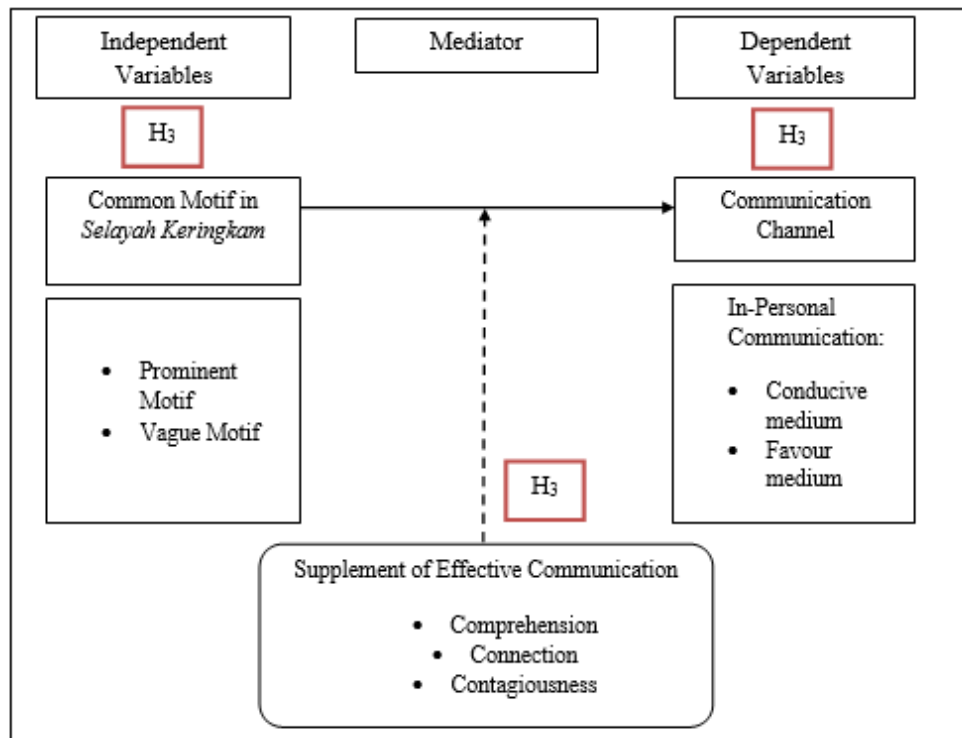 Independent
Variables
Mediator
Dependent
Variables
H₃
H₃
Common Motif in
Selayah Keringkam
Communication
Channel
• Prominent
Motif
• Vague Motif
In-Personal
Communication:
• Conducive
medium
• Favour
medium
H₃
Supplement of Effective Communication
• Comprehension
• Connection
• Contagiousness